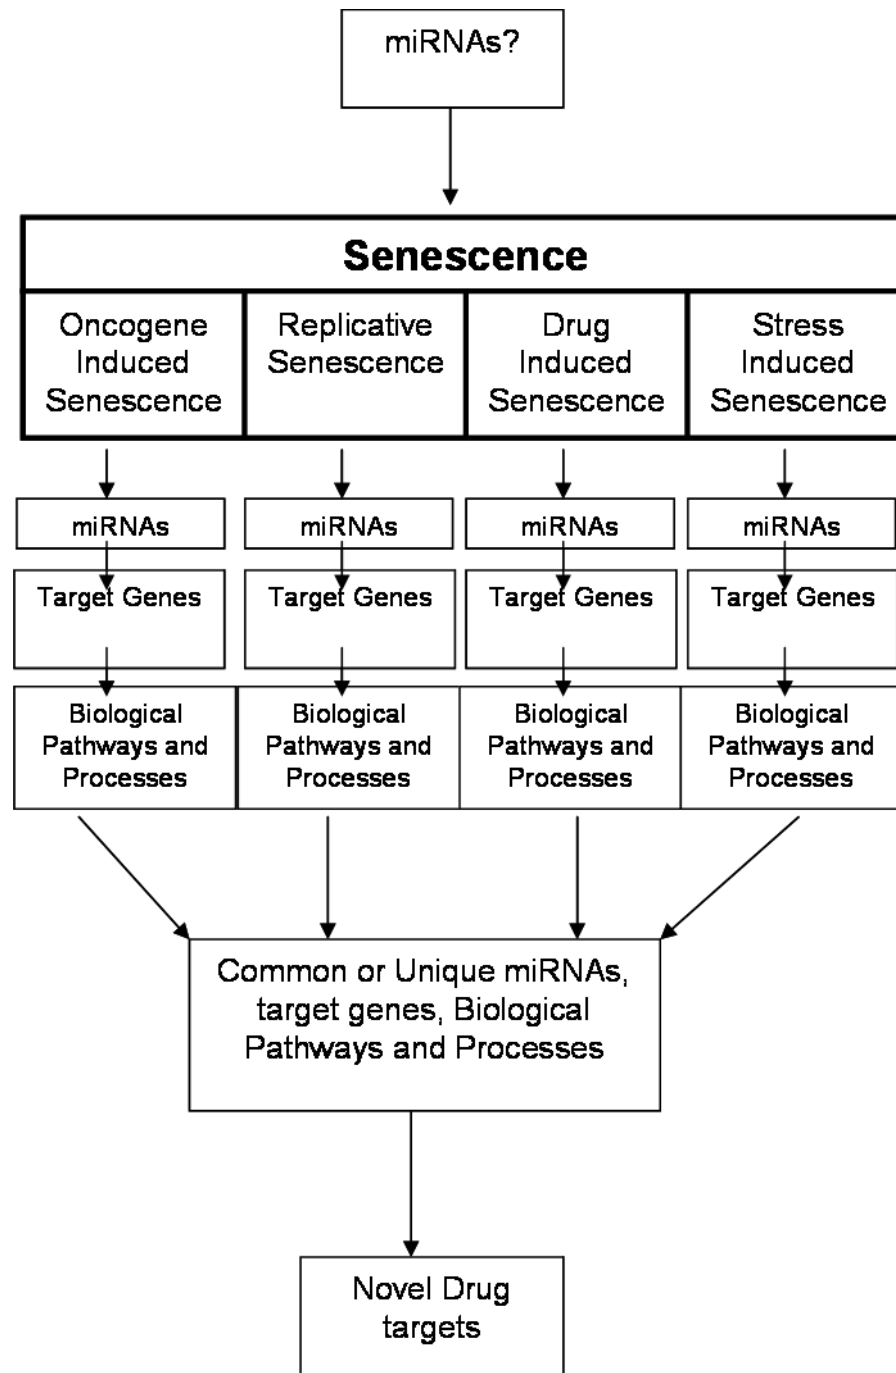 miRNAs?
Senescence
Oncogene
Induced
Senescence
Replicative
Senescence
Drug
Induced
Senescence
Stress
Induced
Senescence
miRNAs
miRNAs
miRNAs
miRNAs
Target Genes
Target Genes
Target Genes
Target Genes
Biological
Pathways and
Processes
Biological
Pathways and
Processes
Biological
Pathways and
Processes
Biological
Pathways and
Processes
Common or Unique miRNAs,
target genes, Biological
Pathways and Processes
Novel Drug
targets